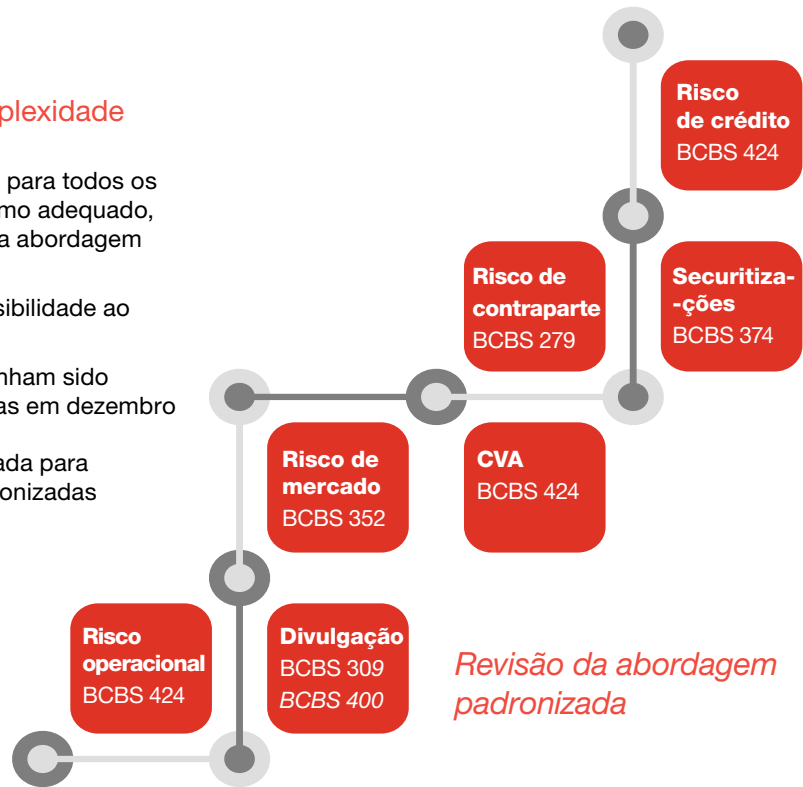 plexidade
para todos os
mo adequado,
a abordagem
sibilidade ao
nham sido
as em dezembro
ada para
onizadas
Risco
de crédito
BCBS 424
Risco de
contraparte
BCBS 279
Securitiza-
-ções
BCBS 374
Risco de
mercado
BCBS 352
CVA
BCBS 424
Risco
operacional
BCBS 424
Divulgação
BCBS 309
BCBS 400
Revisão da abordagem
padronizada